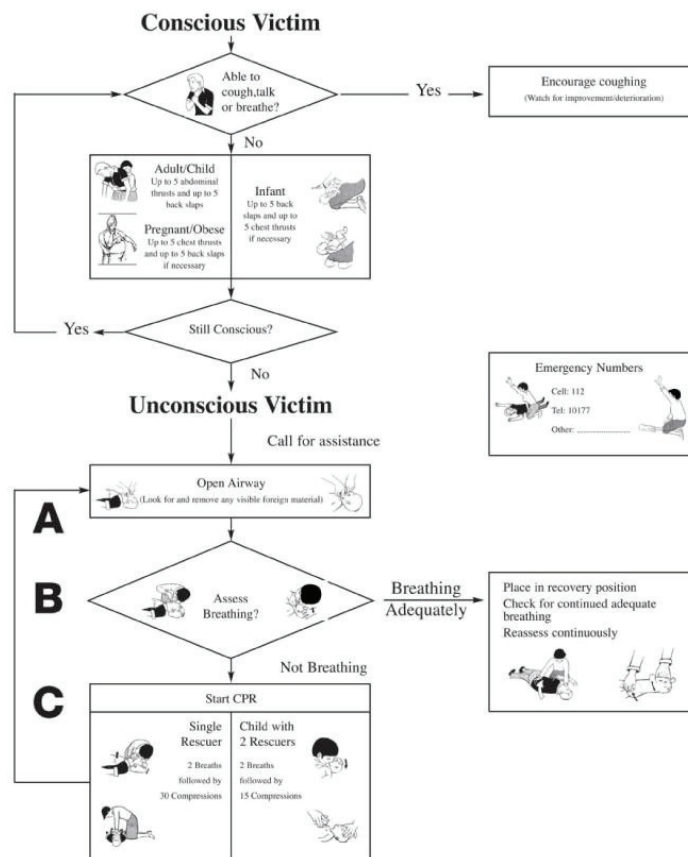 Conscious Victim
Able to
cough,talk
or breathe?
Yes
Encourage coughing
(Watch for improvement/deterioration)
No
Adult/Child
Up to 5 abdominal
thrusts and up to 5
back slaps
Pregnant/Obese
Up to 5 chest thrusts
and up to 5 back slaps
if necessary
Infant
Up to 5 back
slaps and up to
5 chest thrusts
if necessary
Still Conscious?
Yes
No
Emergency Numbers
Cell: 112
Tel: 10177
Other: ........................
Unconscious Victim
Call for assistance
A
Open Airway
(Look for and remove any visible foreign material)
B
Assess
Breathing?
Breathing
Adequately
Place in recovery position
Check for continued adequate
breathing
Reassess continuously
Not Breathing
C
Start CPR
Single
Rescuer
2 Breaths
followed by
30 Compressions
Child with
2 Rescuers
2 Breaths
followed by
15 Compressions